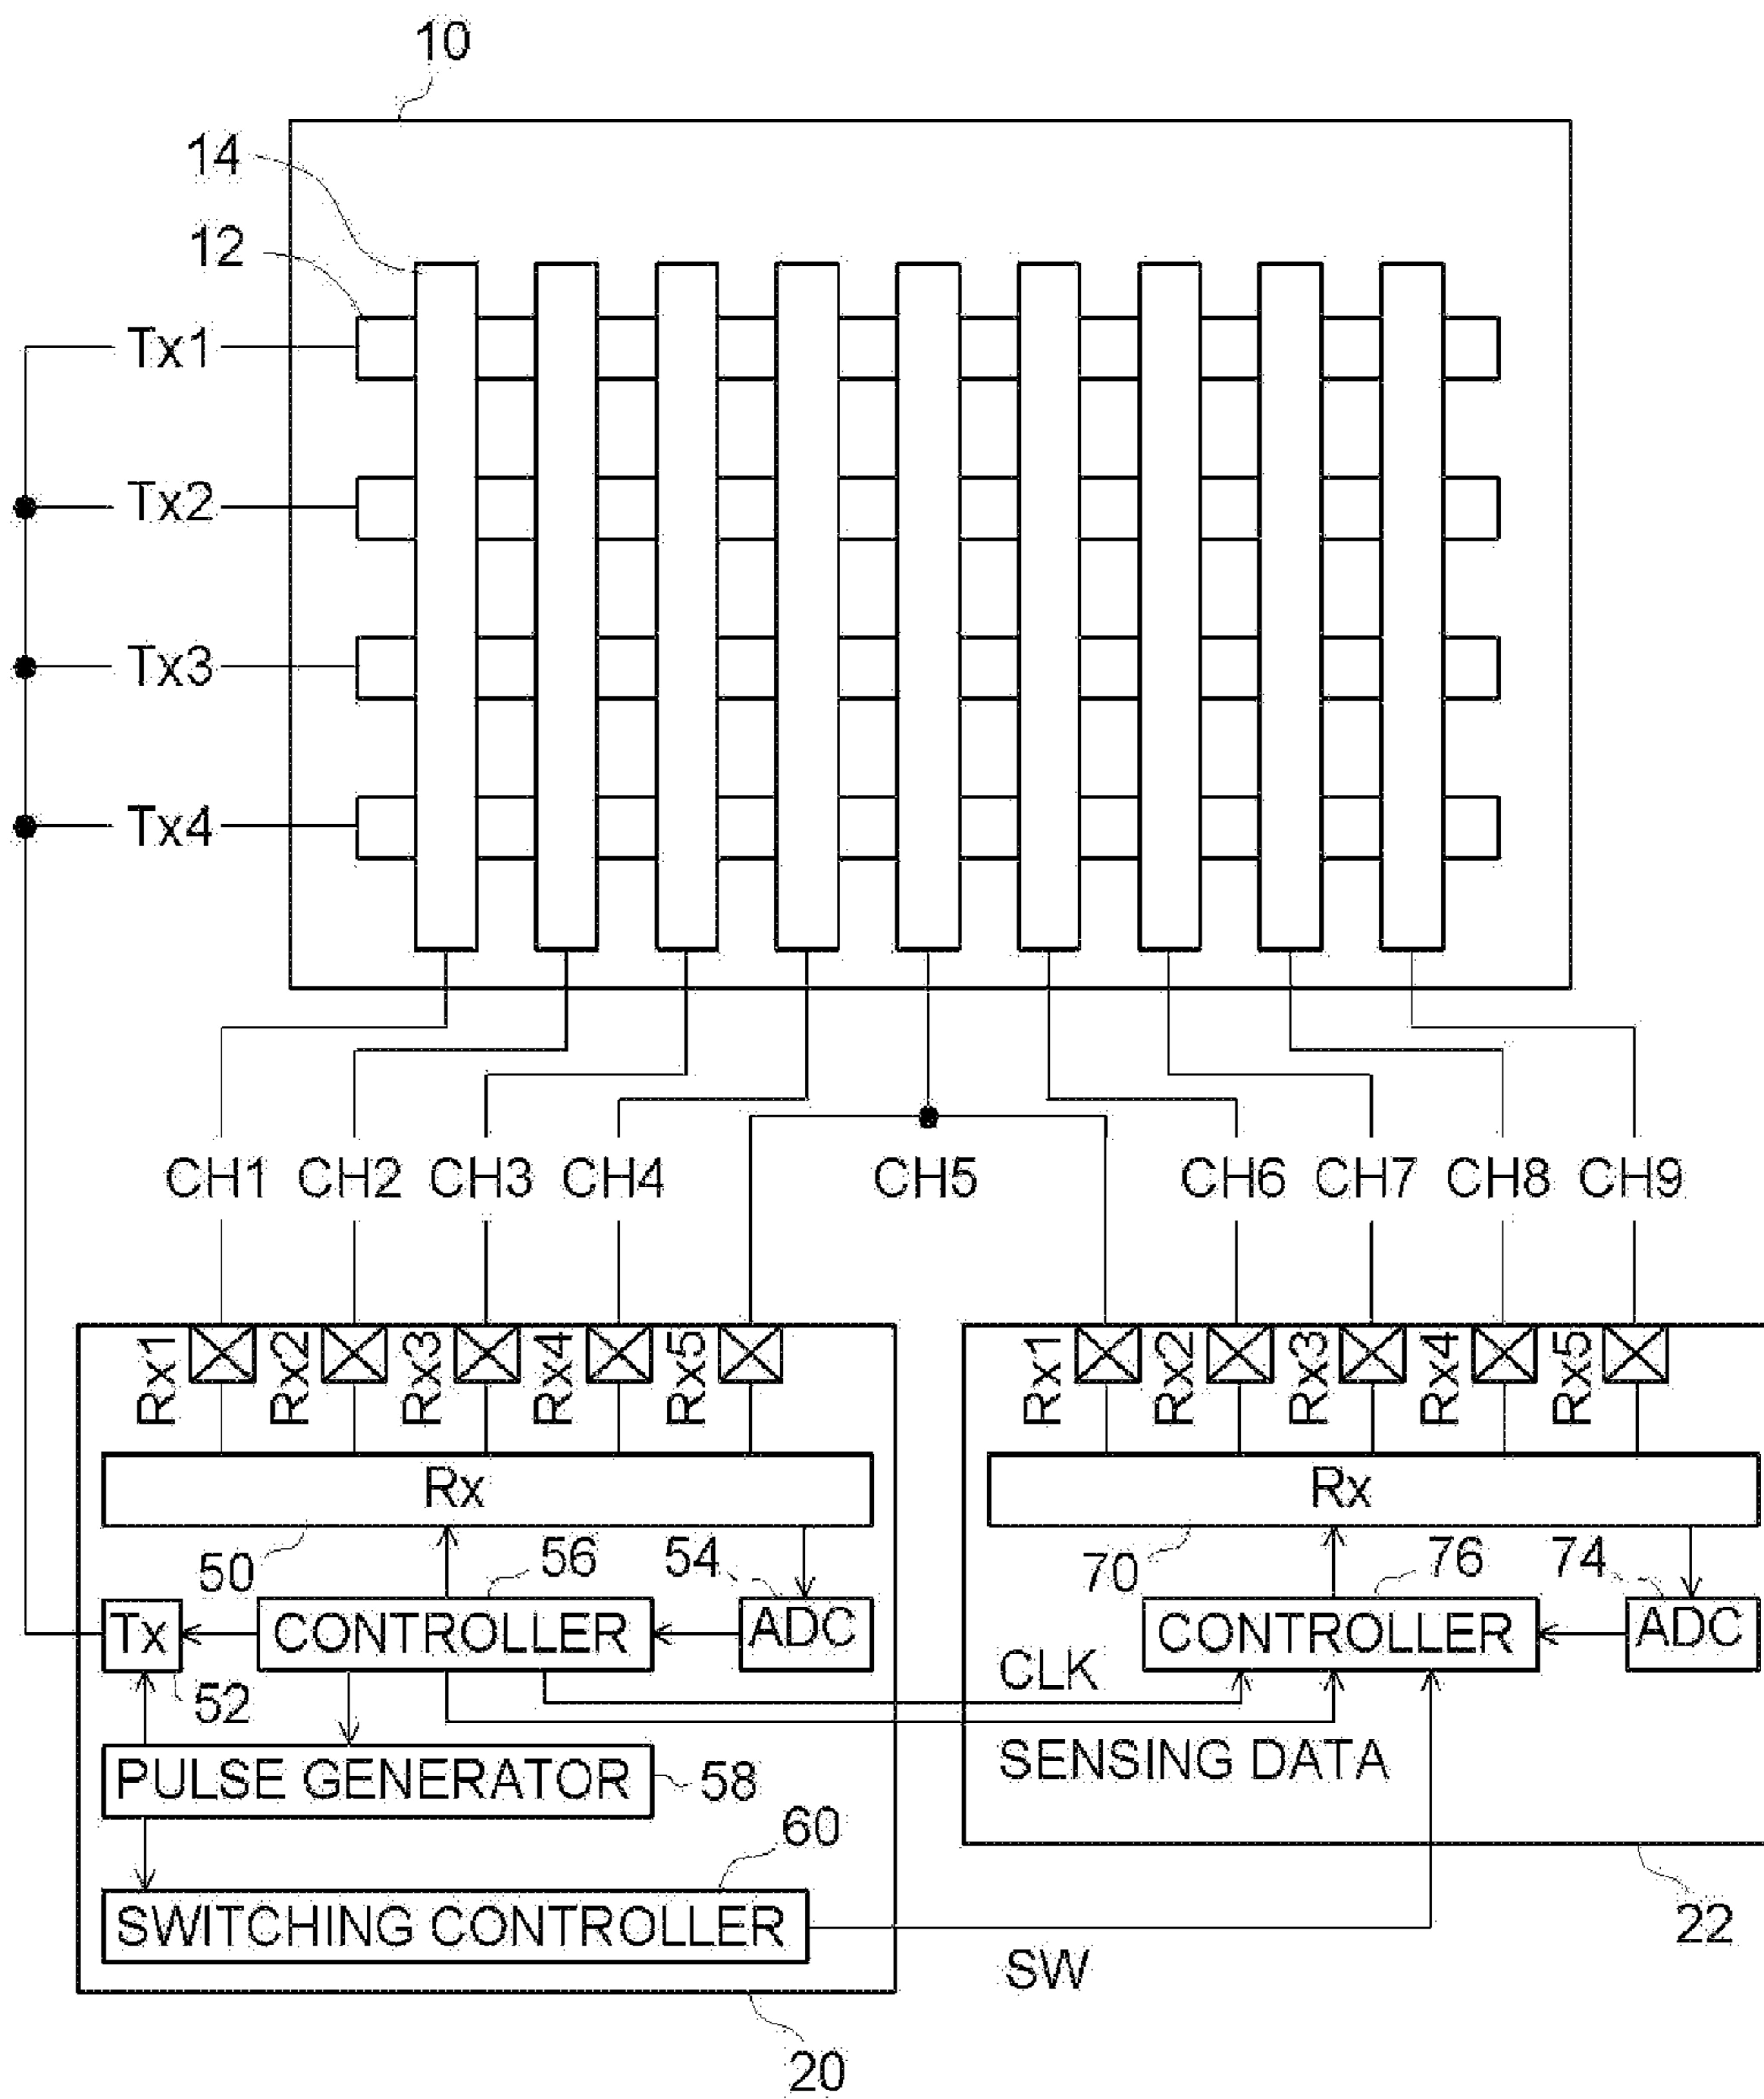 10
14
12
Tx1
Tx2
Tx3
Tx4
CH1 CH2 CH3 CH4 CH5 CH6 CH7 CH8 CH9
Rx1 Rx2 Rx3 Rx4 Rx5 Rx1 Rx2 Rx3 Rx4 Rx5
Rx Rx
50 56 54 70 76 74
Tx CONTROLLER ADC CONTROLLER ADC
52 CLK
PULSE GENERATOR 58 SENSING DATA
60
SWITCHING CONTROLLER 22
SW
20